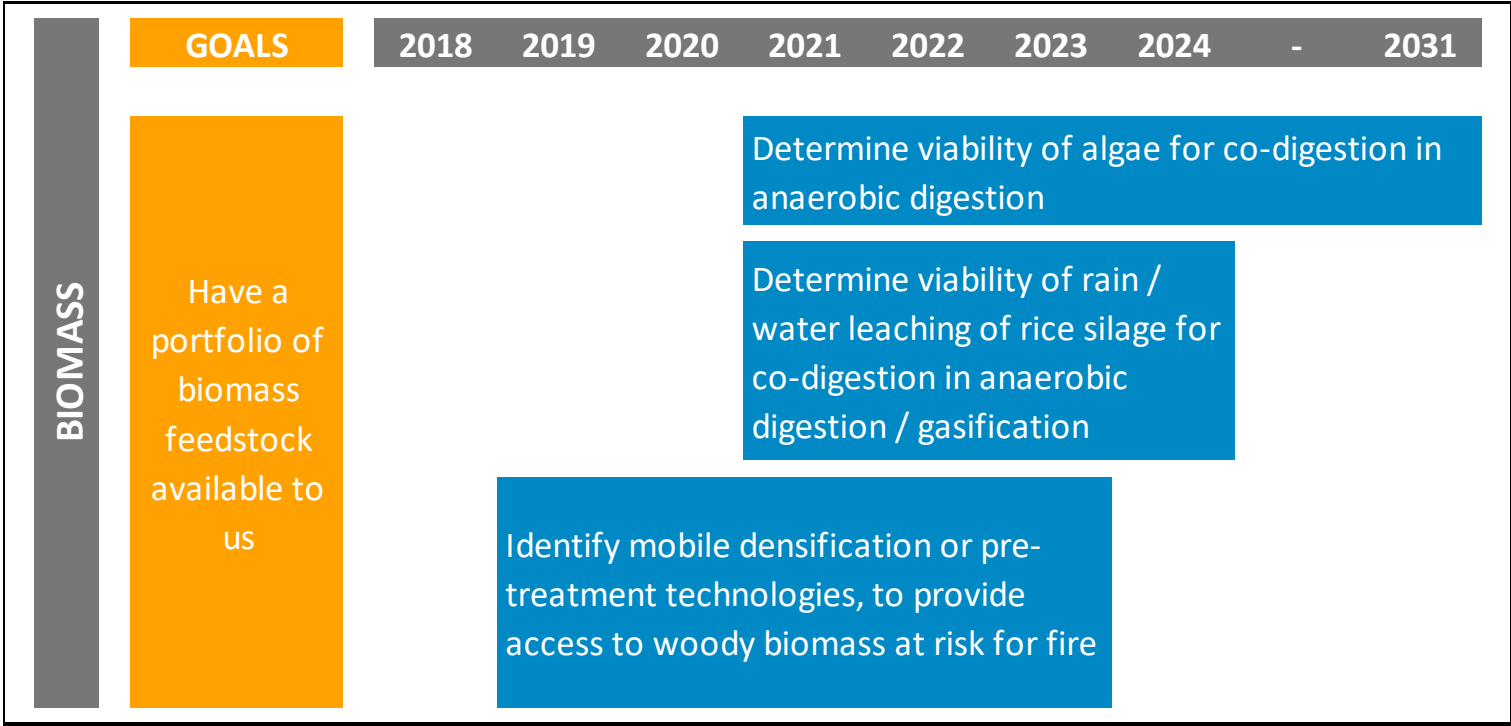 GOALS 2018 2019 2020 2021 2022 2023 2024 - 2031
BIOMASS
Have a
portfolio of
biomass
feedstock
available to
us
Determine viability of algae for co-digestion in
anaerobic digestion
Determine viability of rain /
water leaching of rice silage for
co-digestion in anaerobic
digestion / gasification
Identify mobile densification or pre-
treatment technologies, to provide
access to woody biomass at risk for fire